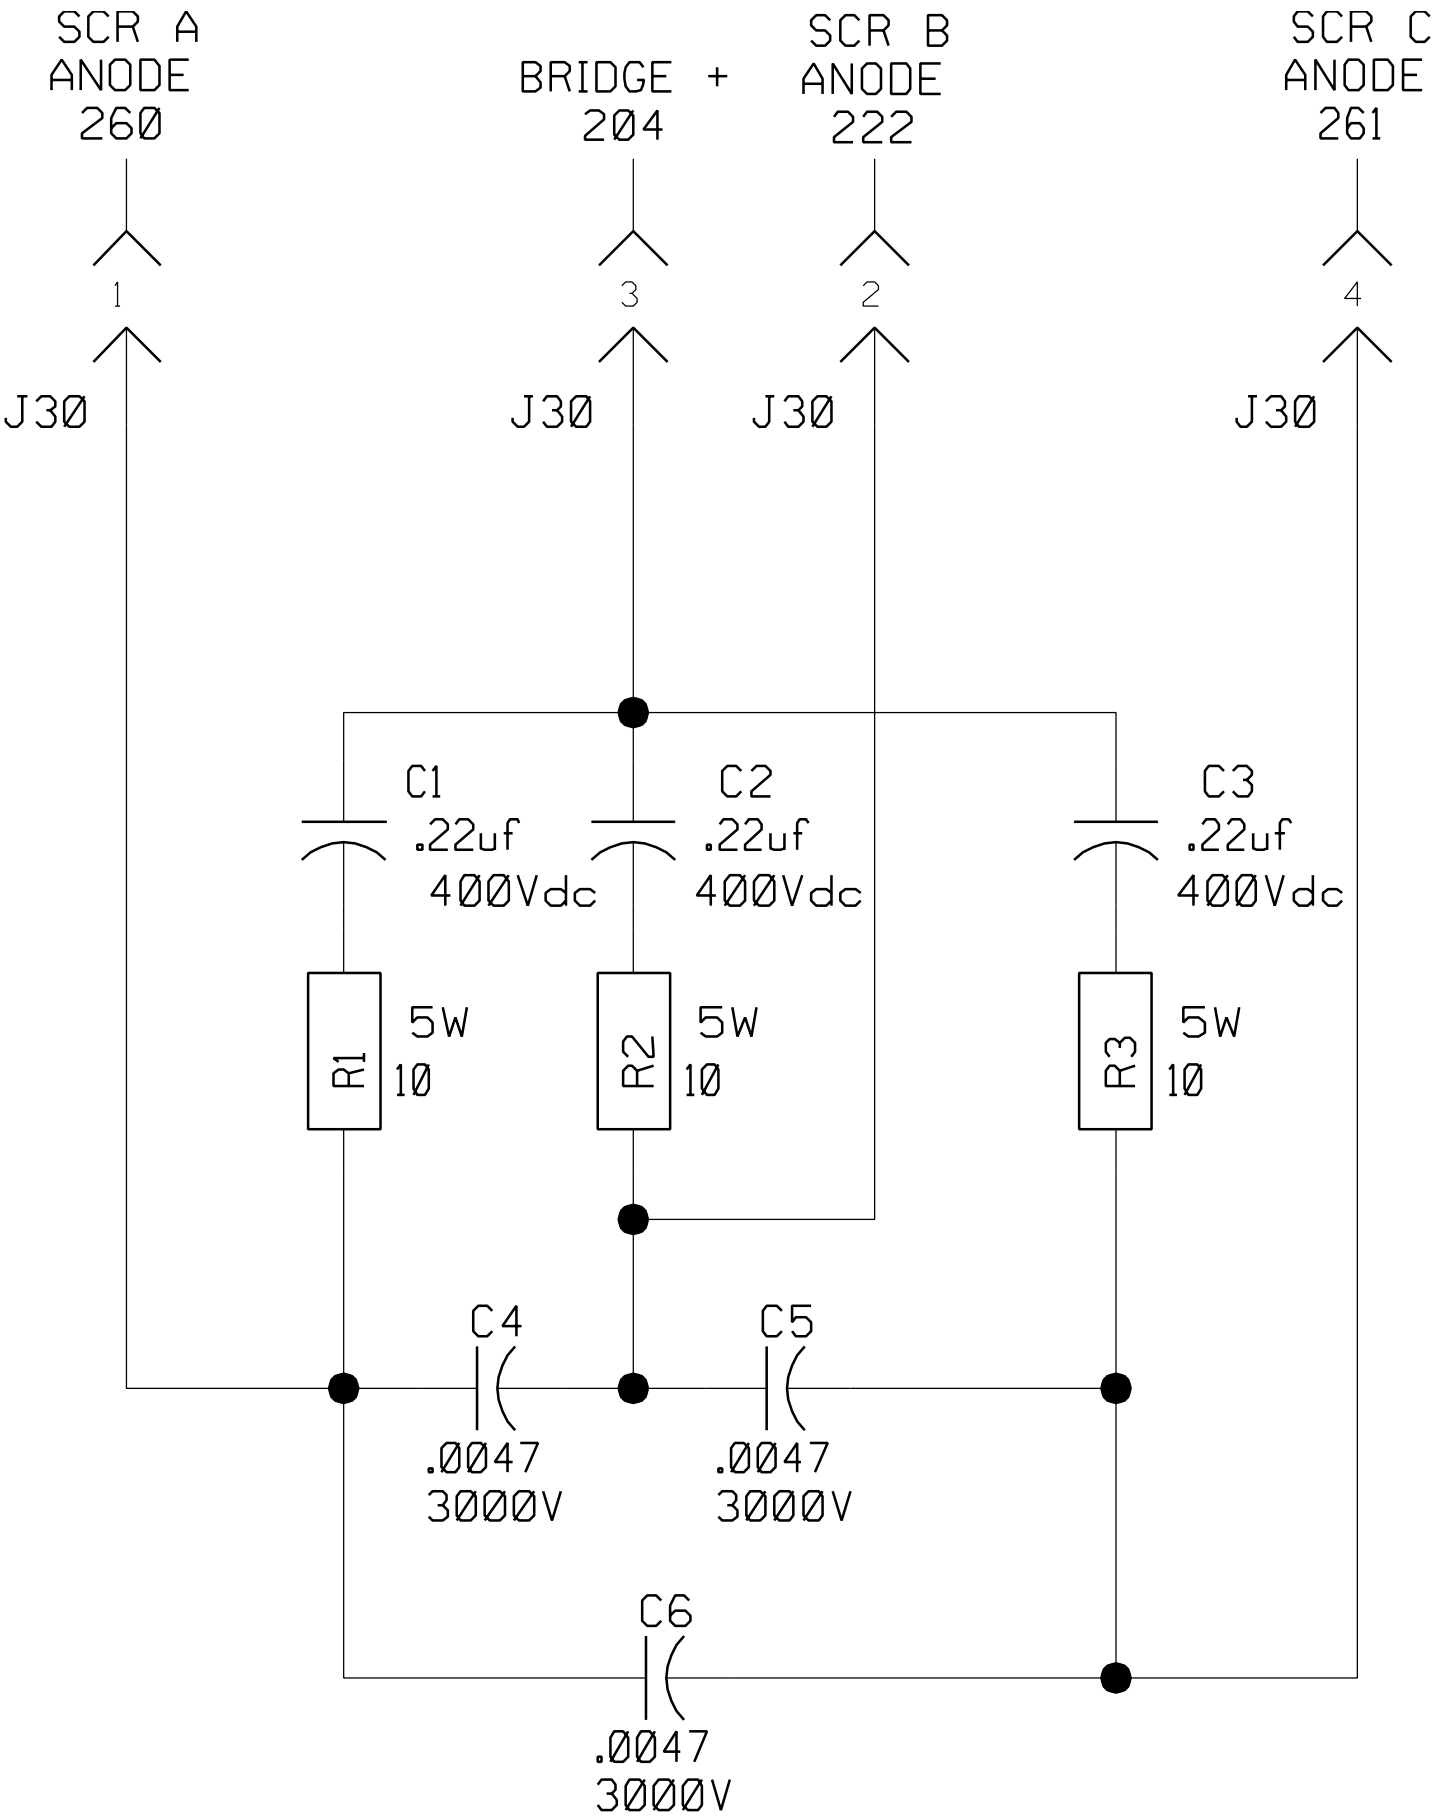 SCR A
ANODE
260
BRIDGE +
204
SCR B
ANODE
222
SCR C
ANODE
261
1
3
2
4
J30
J30
J30
J30
C1
.22uf
400Vdc
C2
.22uf
400Vdc
C3
.22uf
400Vdc
R1
5W
10
R2
5W
10
R3
5W
10
C4
.0047
3000V
C5
.0047
3000V
C6
.0047
3000V